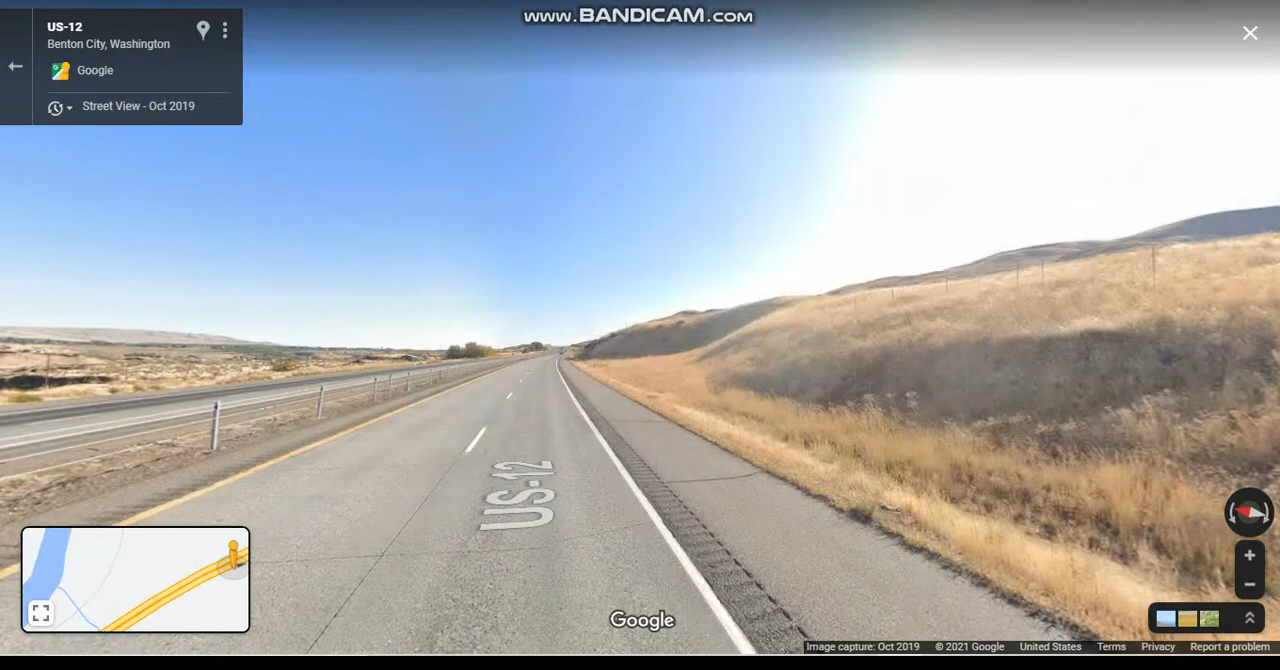 www.BANDICAM.com
US-12
Benton City, Washington
Google
Street View - Oct 2019
US-12
Google
Image capture: Oct 2019 © 2021 Google United States Terms Privacy Report a problem